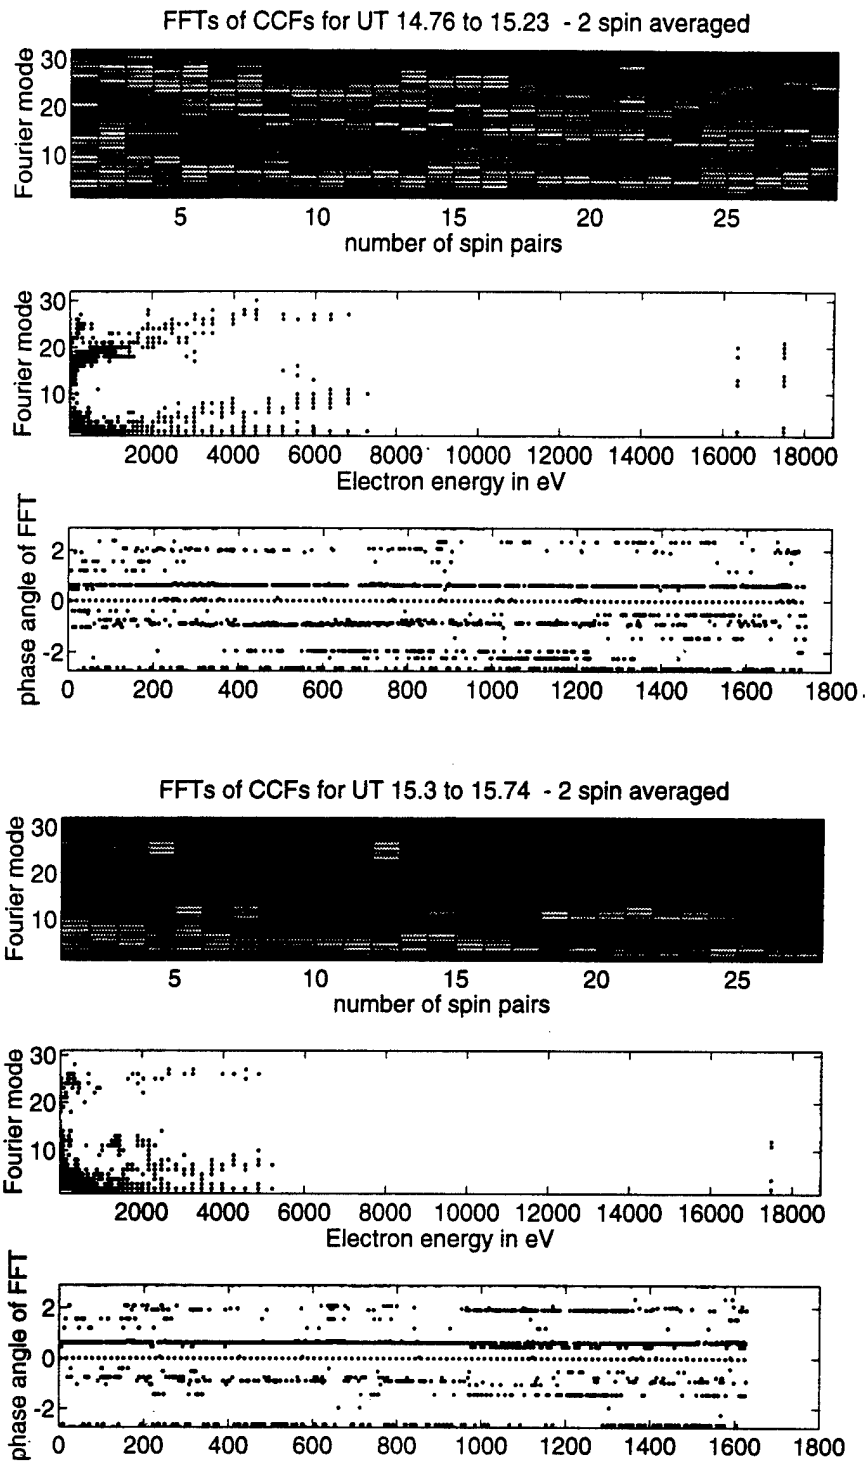 FFTs of CCFs for UT 14.76 to 15.23 - 2 spin averaged
Fourier mode
30
20
10
5 10 15 20 25
number of spin pairs
Fourier mode
30
20
10
2000 4000 6000 8000 10000 12000 14000 16000 18000
Electron energy in eV
phase angle of FFT
2
0
-2
0 200 400 600 800 1000 1200 1400 1600 1800
FFTs of CCFs for UT 15.3 to 15.74 - 2 spin averaged
Fourier mode
30
20
10
5 10 15 20 25
number of spin pairs
Fourier mode
30
20
10
2000 4000 6000 8000 10000 12000 14000 16000 18000
Electron energy in eV
phase angle of FFT
2
0
-2
0 200 400 600 800 1000 1200 1400 1600 1800